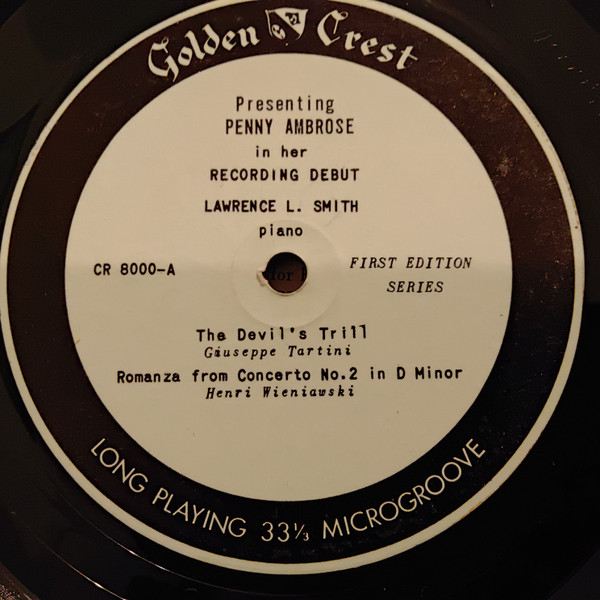 Golden Crest
Presenting
PENNY AMBROSE
in her
RECORDING DEBUT
LAWRENCE L. SMITH
piano
CR 8000-A
FIRST EDITION
SERIES
for
The Devil's Trill
Giuseppe Tartini
Romanza from Concerto No.2 in D Minor
Henri Wieniawski
LONG PLAYING 33⅓ MICROGROOVE